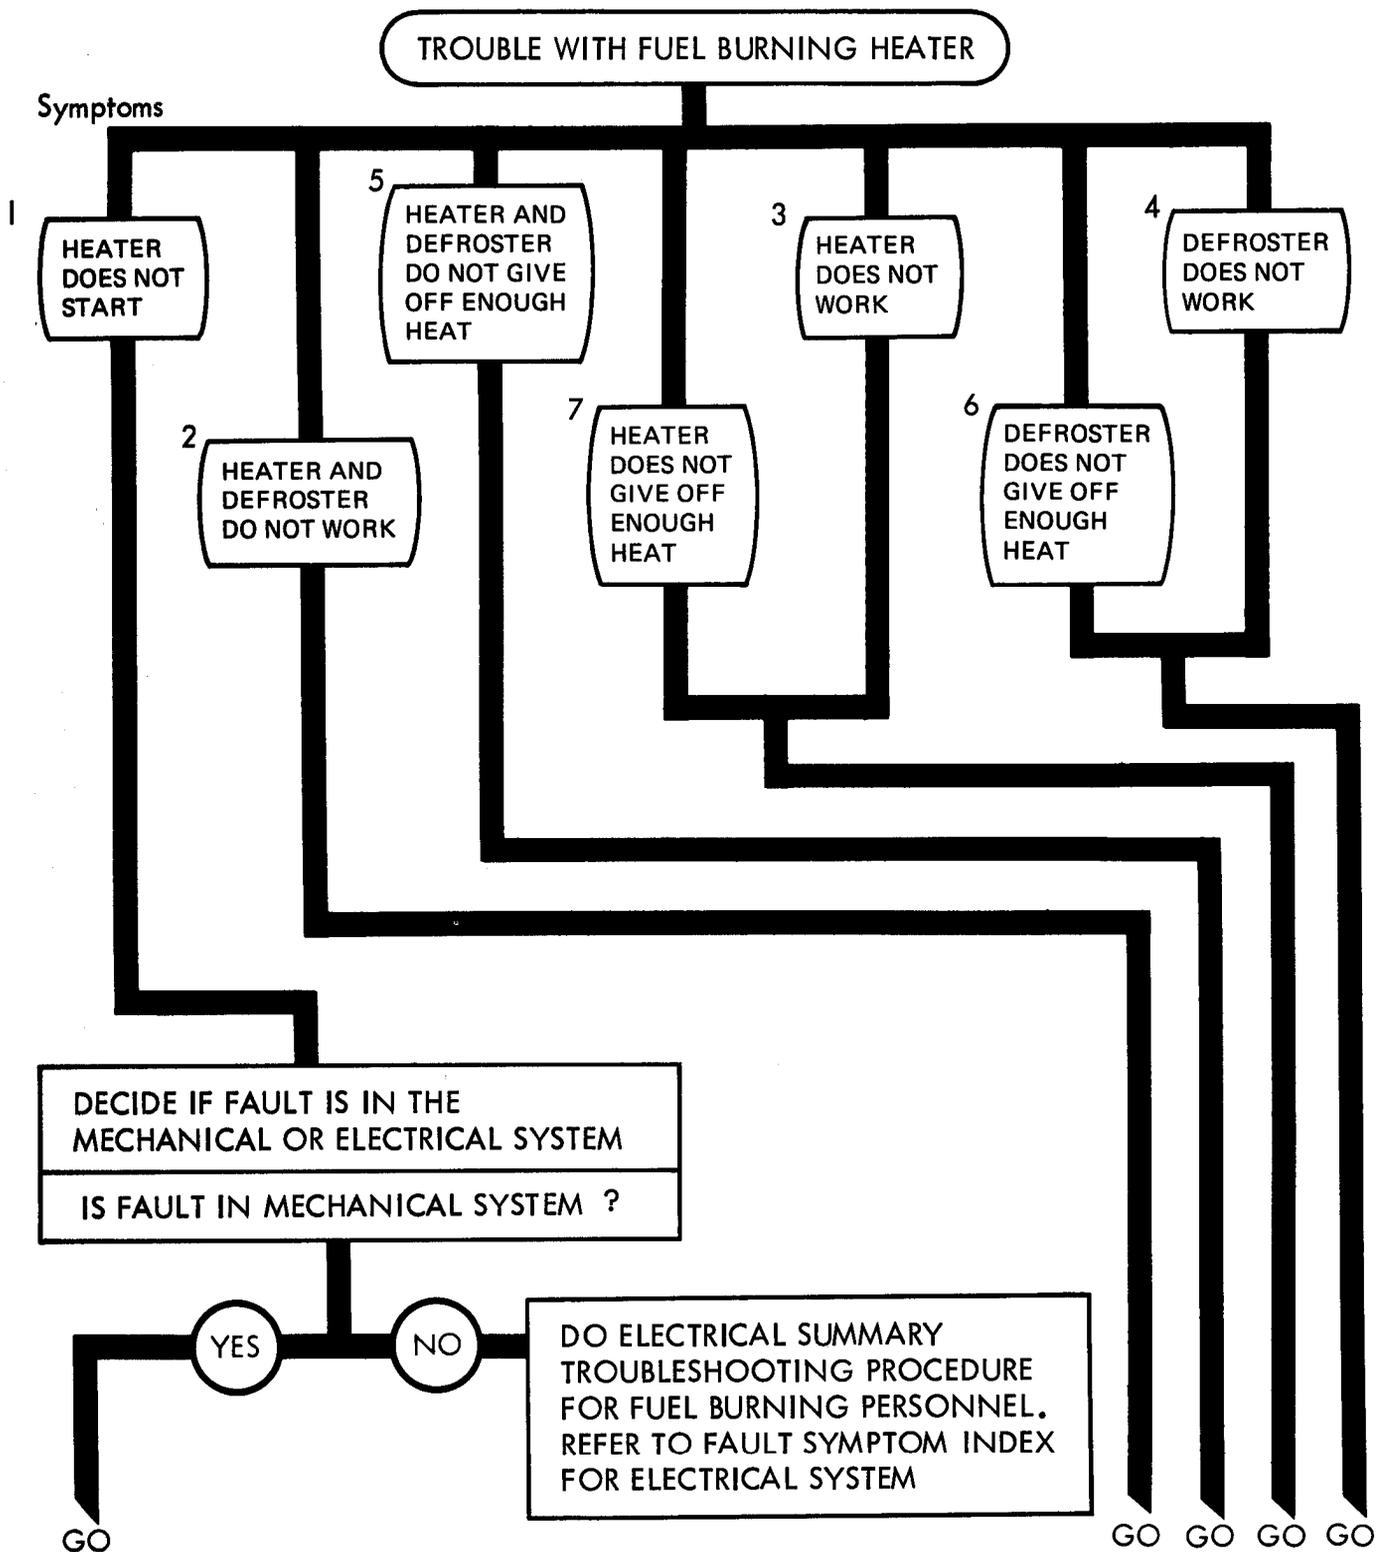 TROUBLE WITH FUEL BURNING HEATER
Symptoms
1
HEATER
DOES NOT
START
2
HEATER AND
DEFROSTER
DO NOT WORK
5
HEATER AND
DEFROSTER
DO NOT GIVE
OFF ENOUGH
HEAT
7
HEATER
DOES NOT
GIVE OFF
ENOUGH
HEAT
3
HEATER
DOES NOT
WORK
6
DEFROSTER
DOES NOT
GIVE OFF
ENOUGH
HEAT
4
DEFROSTER
DOES NOT
WORK
DECIDE IF FAULT IS IN THE
MECHANICAL OR ELECTRICAL SYSTEM
IS FAULT IN MECHANICAL SYSTEM ?
YES
NO
DO ELECTRICAL SUMMARY
TROUBLESHOOTING PROCEDURE
FOR FUEL BURNING PERSONNEL.
REFER TO FAULT SYMPTOM INDEX
FOR ELECTRICAL SYSTEM
GO
GO
GO
GO
GO